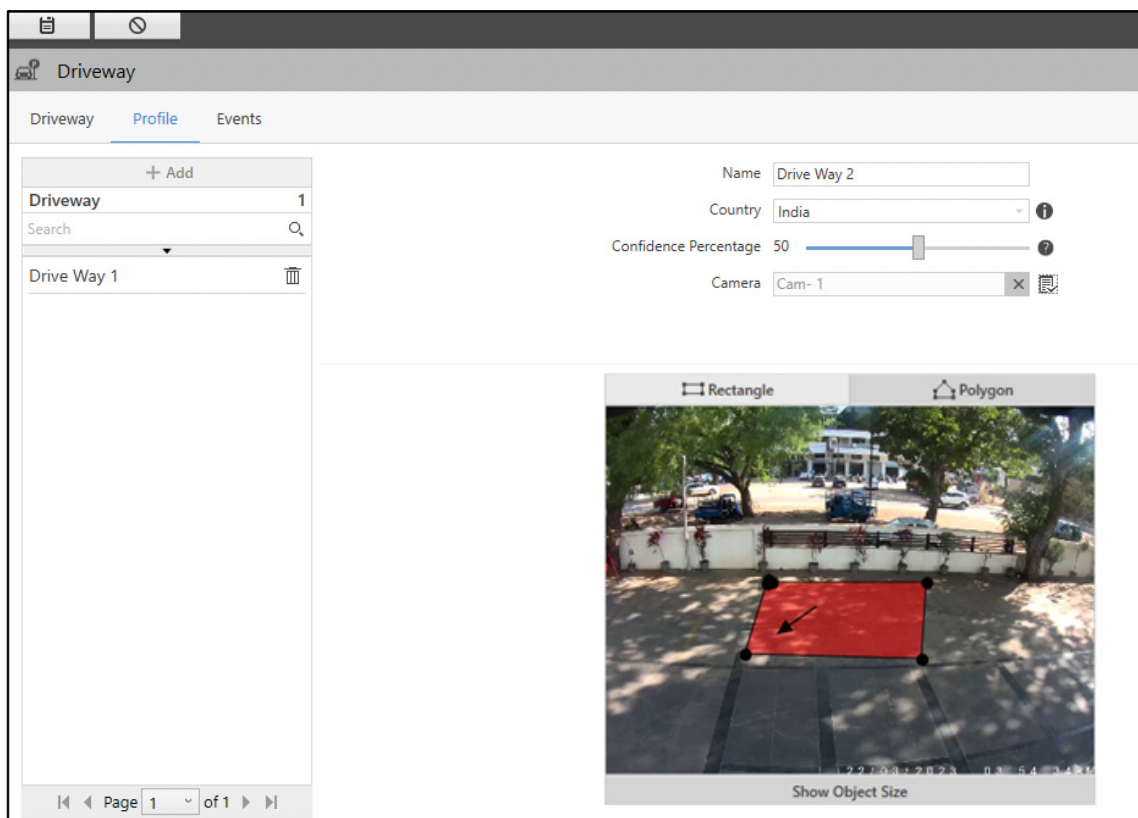 Driveway
Driveway Profile Events
+ Add
Driveway 1
Search
Drive Way 1
Page 1 of 1
Name Drive Way 2
Country India
Confidence Percentage 50
Camera Cam- 1
Rectangle Polygon
Show Object Size